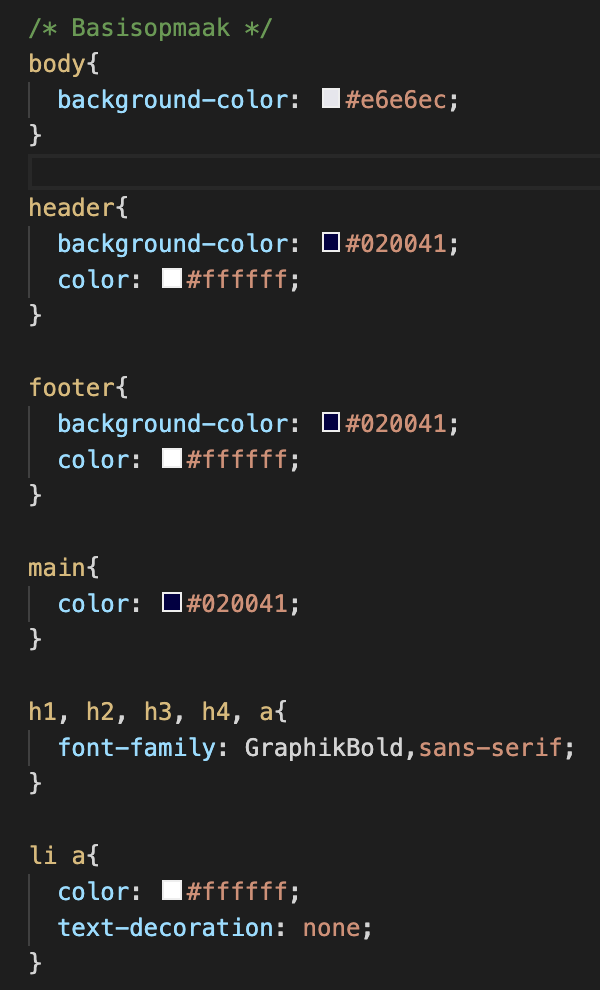 /* Basisopmaak */
body{
  background-color: #e6e6ec;
}

header{
  background-color: #020041;
  color: #ffffff;
}

footer{
  background-color: #020041;
  color: #ffffff;
}

main{
  color: #020041;
}

h1, h2, h3, h4, a{
  font-family: GraphikBold,sans-serif;
}

li a{
  color: #ffffff;
  text-decoration: none;
}